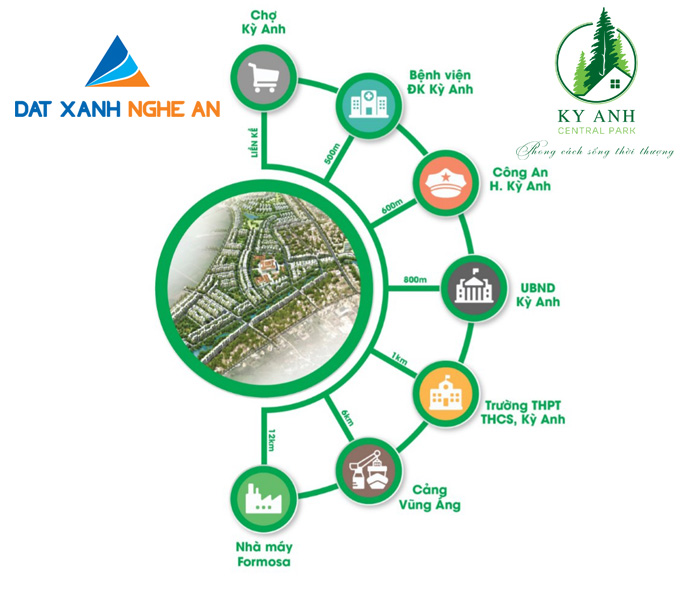 Chợ
Kỳ Anh
DAT XANH NGHE AN
Bệnh viện
ĐK Kỳ Anh
KY ANH
CENTRAL PARK
Phong cách sống thời thượng
LIỀN KỀ
500m
Công An
H. Kỳ Anh
600m
800m
UBND
Kỳ Anh
1km
Trường THPT
THCS, Kỳ Anh
6km
12km
Cảng
Vũng Áng
Nhà máy
Formosa